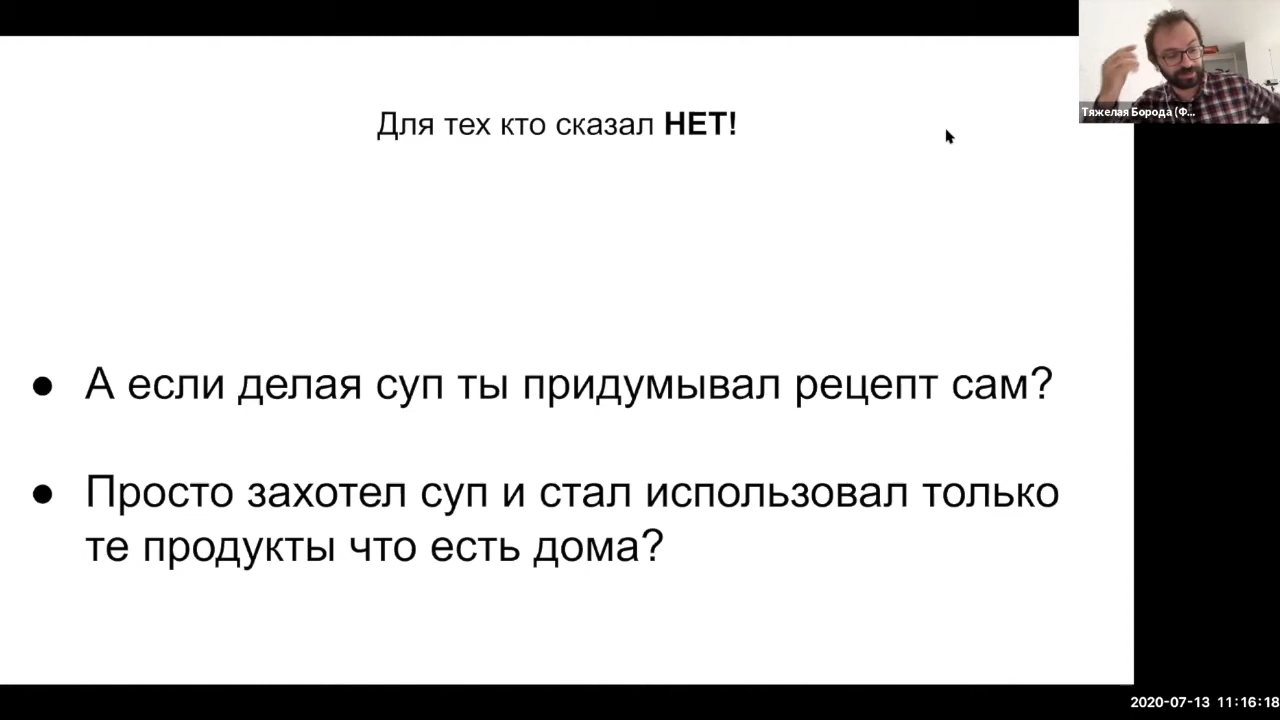 Для тех кто сказал НЕТ!
Тяжелая Борода (Ф...
● А если делая суп ты придумывал рецепт сам?
● Просто захотел суп и стал использовал только
те продукты что есть дома?
2020-07-13 11:16:18